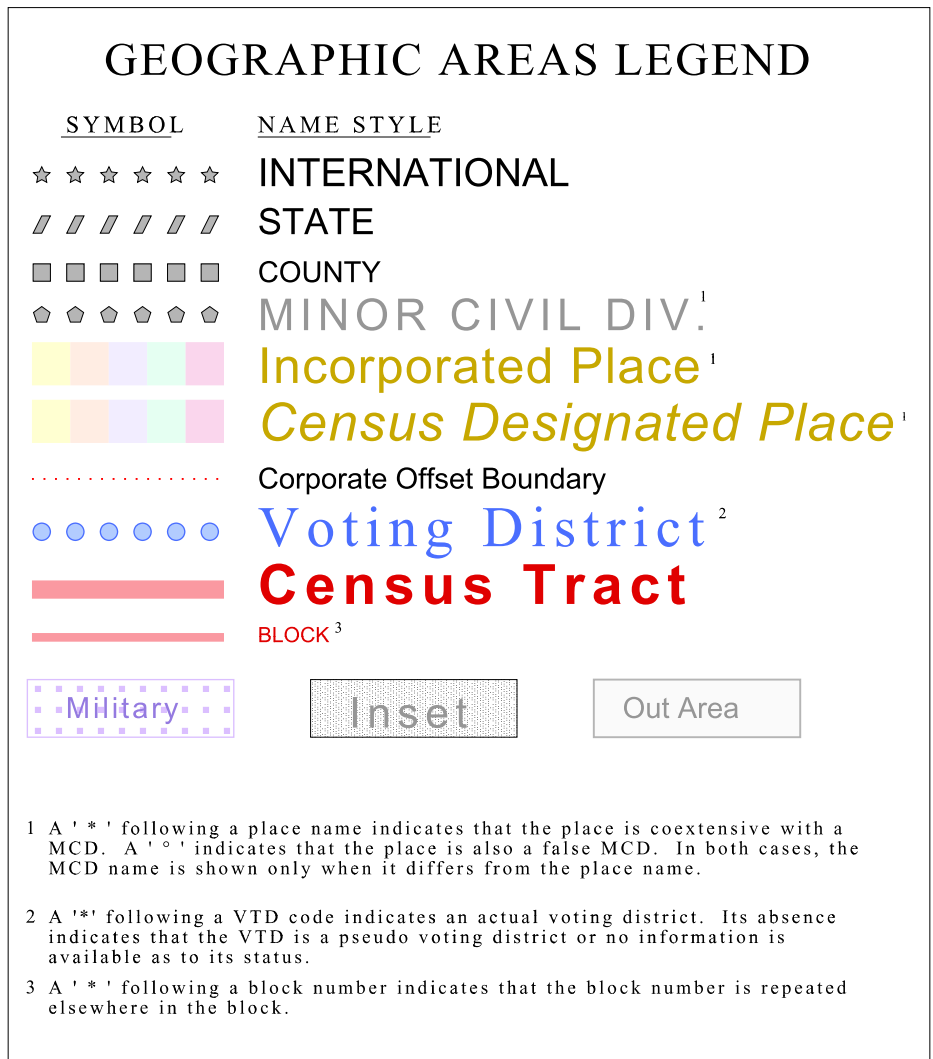 GEOGRAPHIC AREAS LEGEND
SYMBOL NAME STYLE
INTERNATIONAL
STATE
COUNTY
MINOR CIVIL DIV. 1
Incorporated Place 1
Census Designated Place 1
Corporate Offset Boundary
Voting District 2
Census Tract
BLOCK 3
Military Inset Out Area
1 A ' * ' following a place name indicates that the place is coextensive with a
MCD. A ' ° ' indicates that the place is also a false MCD. In both cases, the
MCD name is shown only when it differs from the place name.
2 A '*' following a VTD code indicates an actual voting district. Its absence
indicates that the VTD is a pseudo voting district or no information is
available as to its status.
3 A ' * ' following a block number indicates that the block number is repeated
elsewhere in the block.